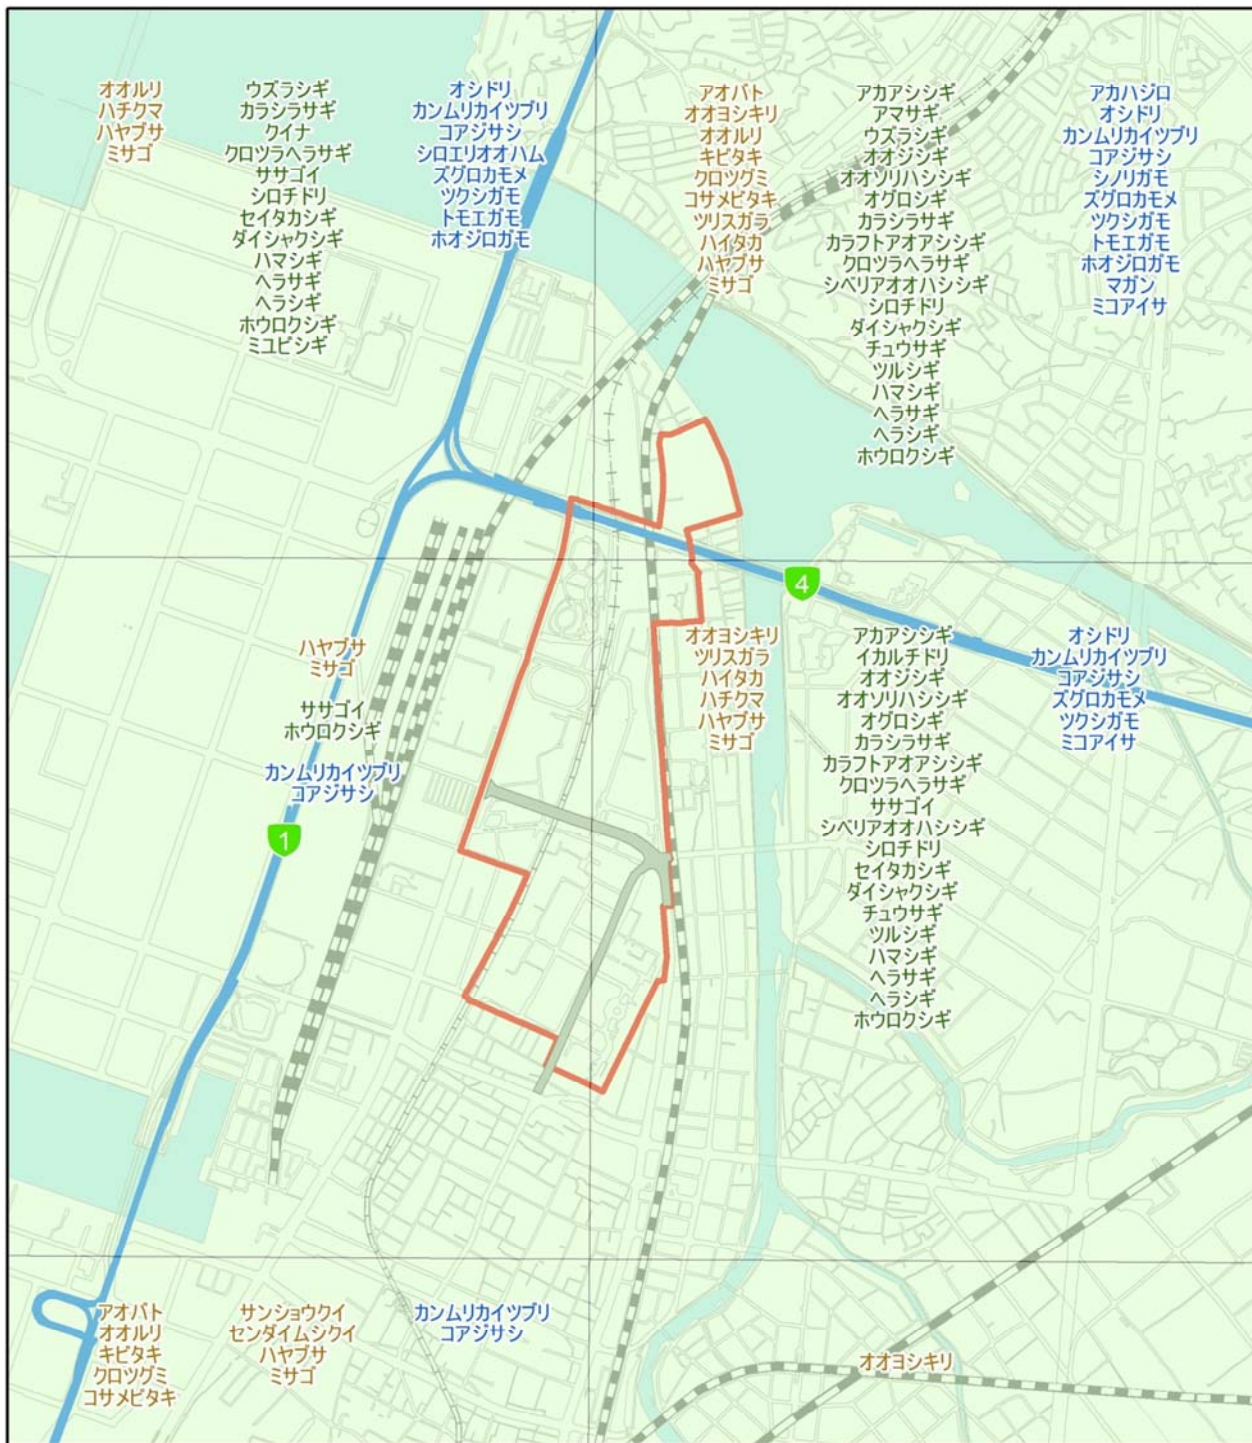 オオルリ
ハチクマ
ハヤブサ
ミサゴ
ウズラシギ
カラシラサギ
クイナ
クロツラヘラサギ
ササゴイ
シロチドリ
セイタカシギ
ダイシャクシギ
ハマシギ
ヘラサギ
ヘラシギ
ホウロクシギ
ミユビシギ
オシドリ
カンムリカイツブリ
コアジサシ
シロエリオオハム
ズグロカモメ
ツクシガモ
トモエガモ
ホオジロガモ
アオバト
オオヨシキリ
オオルリ
キビタキ
クロツグミ
コサメビタキ
ツリスガラ
ハイタカ
ハヤブサ
ミサゴ
アカアシシギ
アマサギ
ウズラシギ
オオジシギ
オオソリハシシギ
オグロシギ
カラシラサギ
カラフトアオアシシギ
クロツラヘラサギ
シベリアオオハシシギ
シロチドリ
ダイシャクシギ
チュウサギ
ツルシギ
ハマシギ
ヘラサギ
ヘラシギ
ホウロクシギ
アカハジロ
オシドリ
カンムリカイツブリ
コアジサシ
シノリガモ
ズグロカモメ
ツクシガモ
トモエガモ
ホオジロガモ
マガン
ミコアイサ
4
ハヤブサ
ミサゴ
ササゴイ
ホウロクシギ
カンムリカイツブリ
コアジサシ
1
オオヨシキリ
ツリスガラ
ハイタカ
ハチクマ
ハヤブサ
ミサゴ
アカアシシギ
イカルチドリ
オオジシギ
オオソリハシシギ
オグロシギ
カラシラサギ
カラフトアオアシシギ
クロツラヘラサギ
ササゴイ
シベリアオオハシシギ
シロチドリ
セイタカシギ
ダイシャクシギ
チュウサギ
ツルシギ
ハマシギ
ヘラサギ
ヘラシギ
ホウロクシギ
オシドリ
カンムリカイツブリ
コアジサシ
ズグロカモメ
ツクシガモ
ミコアイサ
アオバト
オオルリ
キビタキ
クロツグミ
コサメビタキ
サンショウクイ
センダイムシクイ
ハヤブサ
ミサゴ
カンムリカイツブリ
コアジサシ
オオヨシキリ